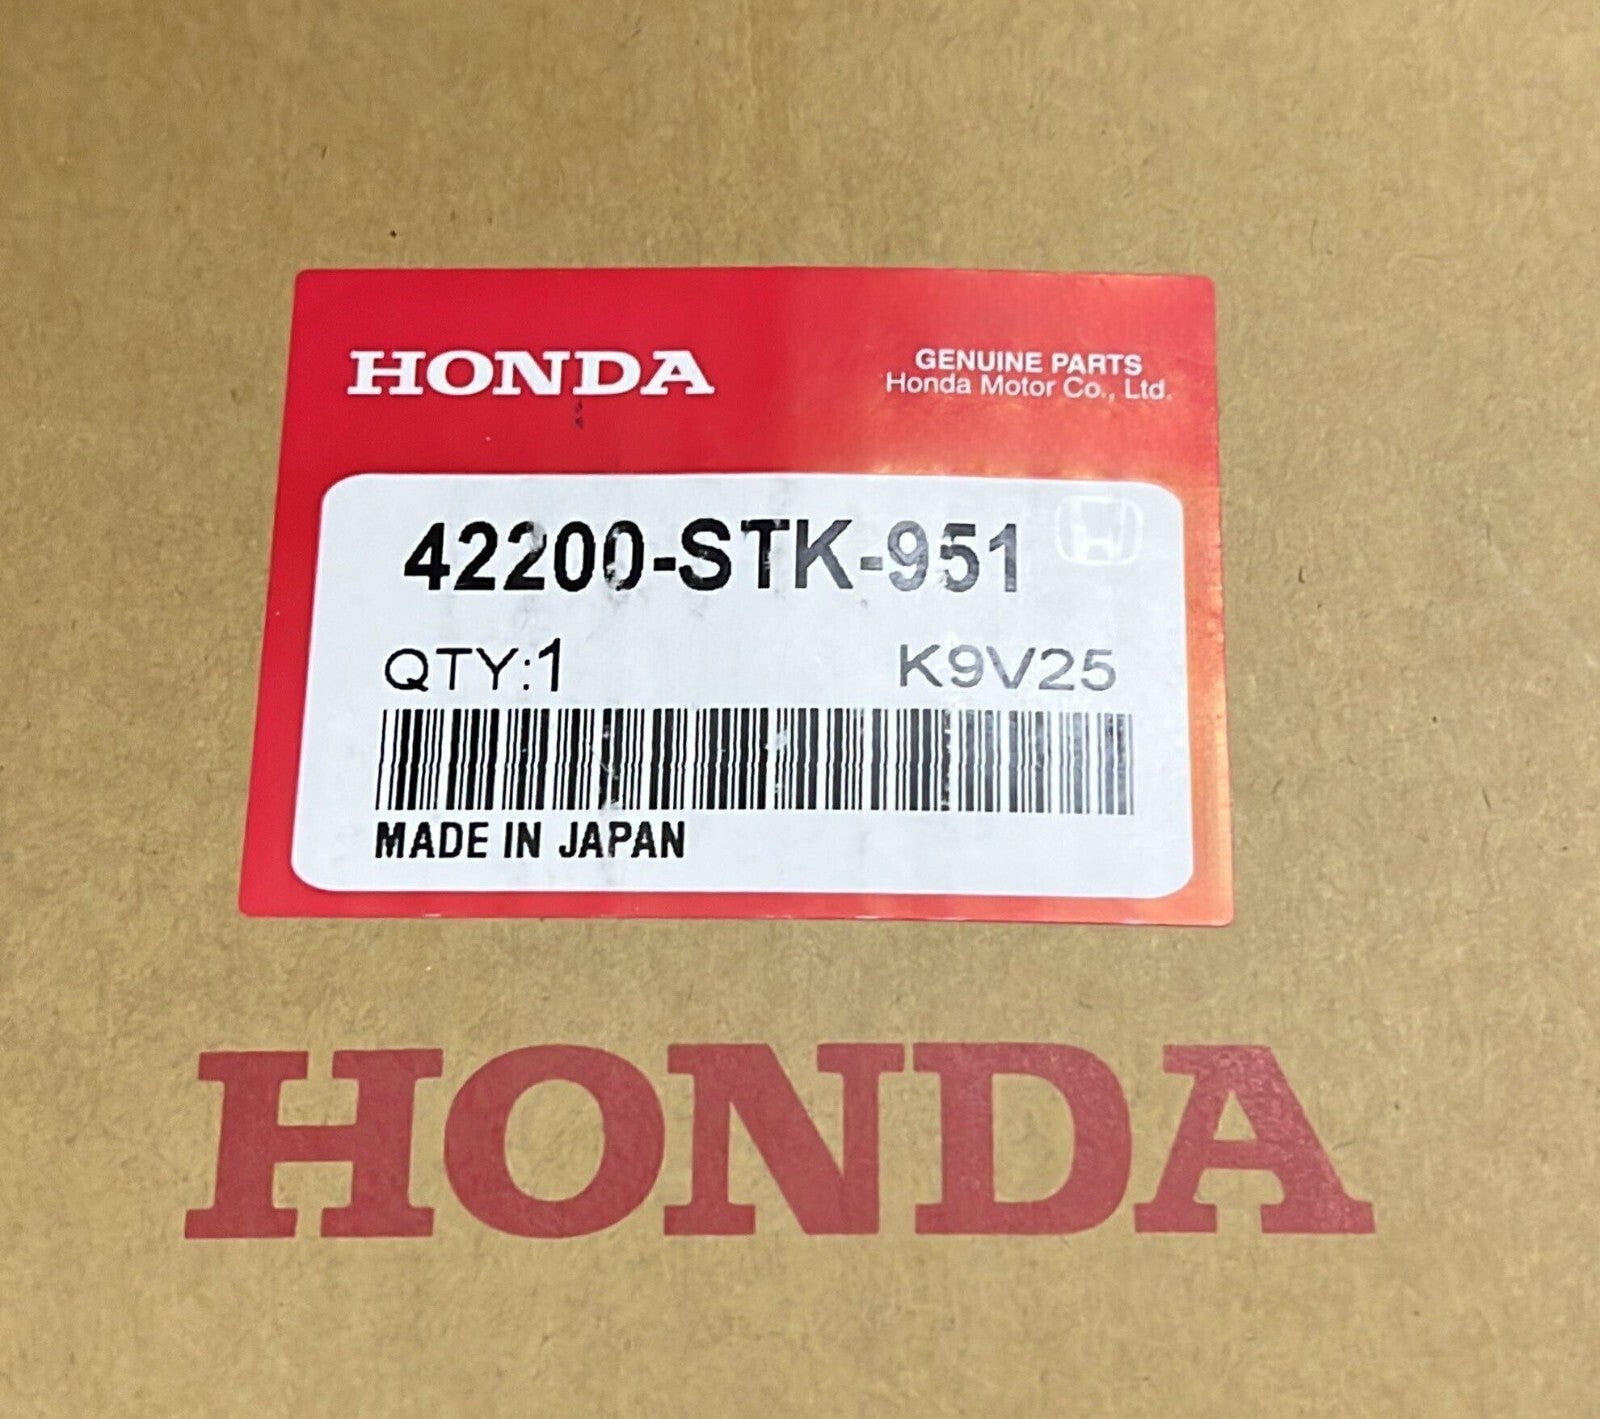 HONDA
GENUINE PARTS
Honda Motor Co., Ltd.
42200-STK-951
QTY:1 K9V25
MADE IN JAPAN
HONDA